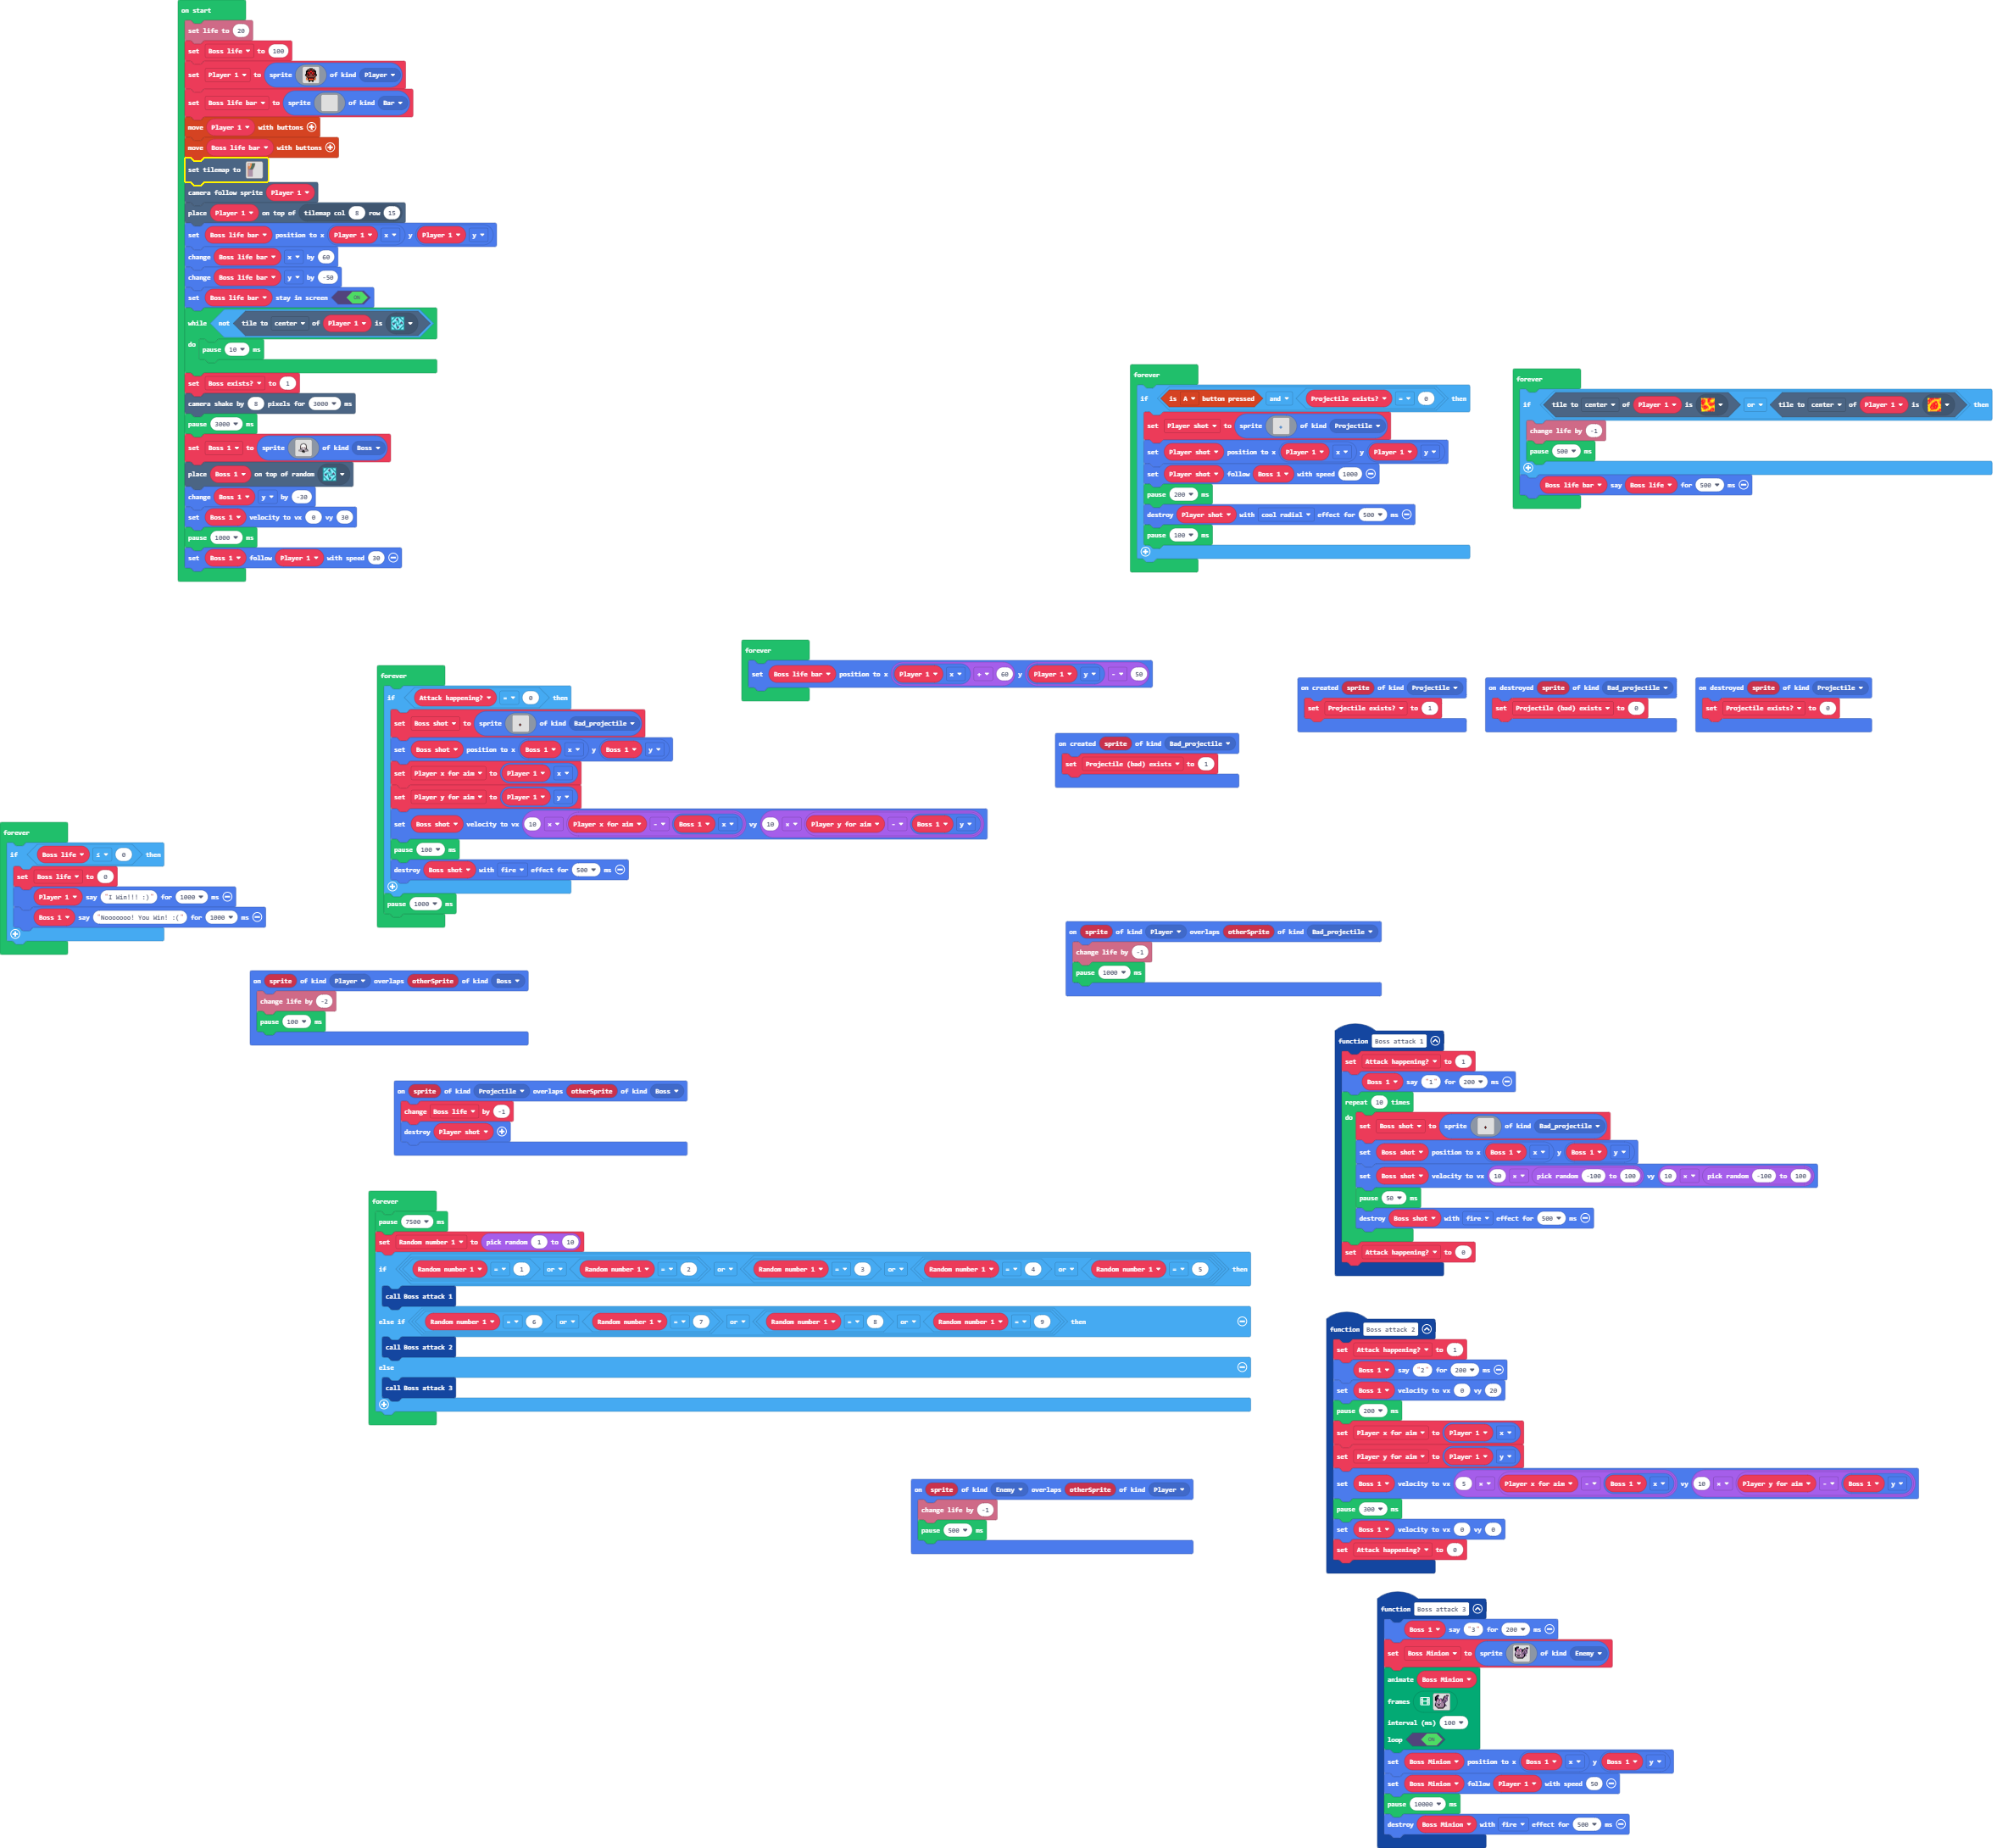 on start
set life to 20
set Boss life to 100
set Player 1 to sprite of kind Player
set Boss life bar to sprite of kind Bar
move Player 1 with buttons
move Boss life bar with buttons
set tilemap to
camera follow sprite Player 1
place Player 1 on top of tilemap col 8 row 15
set Boss life bar position to x Player 1 x y Player 1 y
change Boss life bar x by 60
change Boss life bar y by -50
set Boss life bar stay in screen ON
while not tile to center of Player 1 is
do
pause 10 ms
set Boss exists? to 1
camera shake by 8 pixels for 3000 ms
pause 3000 ms
set Boss 1 to sprite of kind Boss
place Boss 1 on top of random
change Boss 1 y by -30
set Boss 1 velocity to vx 0 vy 30
pause 1000 ms
set Boss 1 follow Player 1 with speed 30
forever
if is A button pressed and Projectile exists? = 0 then
set Player shot to sprite of kind Projectile
set Player shot position to x Player 1 x y Player 1 y
set Player shot follow Boss 1 with speed 1000
pause 200 ms
destroy Player shot with cool radial effect for 500 ms
pause 100 ms
forever
if tile to center of Player 1 is or tile to center of Player 1 is then
change life by -1
pause 500 ms
Boss life bar say Boss life for 500 ms
forever
set Boss life bar position to x Player 1 x + 60 y Player 1 y - 50
forever
if Attack happening? = 0 then
set Boss shot to sprite of kind Bad_projectile
set Boss shot position to x Boss 1 x y Boss 1 y
set Player x for aim to Player 1 x
set Player y for aim to Player 1 y
set Boss shot velocity to vx 10 × Player x for aim - Boss 1 x vy 10 × Player y for aim - Boss 1 y
pause 100 ms
destroy Boss shot with fire effect for 500 ms
pause 1000 ms
on created sprite of kind Projectile
set Projectile exists? to 1
on destroyed sprite of kind Bad_projectile
set Projectile (bad) exists to 0
on destroyed sprite of kind Projectile
set Projectile exists? to 0
on created sprite of kind Bad_projectile
set Projectile (bad) exists to 1
forever
if Boss life ≤ 0 then
set Boss life to 0
Player 1 say "I Win!!! :)" for 1000 ms
Boss 1 say "Nooooooo! You Win! :(" for 1000 ms
on sprite of kind Player overlaps otherSprite of kind Bad_projectile
change life by -1
pause 1000 ms
on sprite of kind Player overlaps otherSprite of kind Boss
change life by -2
pause 100 ms
on sprite of kind Projectile overlaps otherSprite of kind Boss
change Boss life by -1
destroy Player shot
function Boss attack 1
set Attack happening? to 1
Boss 1 say "1" for 200 ms
repeat 10 times
do
set Boss shot to sprite of kind Bad_projectile
set Boss shot position to x Boss 1 x y Boss 1 y
set Boss shot velocity to vx 10 × pick random -100 to 100 vy 10 × pick random -100 to 100
pause 50 ms
destroy Boss shot with fire effect for 500 ms
set Attack happening? to 0
forever
pause 7500 ms
set Random number 1 to pick random 1 to 10
if Random number 1 = 1 or Random number 1 = 2 or Random number 1 = 3 or Random number 1 = 4 or Random number 1 = 5 then
call Boss attack 1
else if Random number 1 = 6 or Random number 1 = 7 or Random number 1 = 8 or Random number 1 = 9 then
call Boss attack 2
else
call Boss attack 3
function Boss attack 2
set Attack happening? to 1
Boss 1 say "2" for 200 ms
set Boss 1 velocity to vx 0 vy 20
pause 200 ms
set Player x for aim to Player 1 x
set Player y for aim to Player 1 y
set Boss 1 velocity to vx 5 × Player x for aim - Boss 1 x vy 10 × Player y for aim - Boss 1 y
pause 300 ms
set Boss 1 velocity to vx 0 vy 0
set Attack happening? to 0
on sprite of kind Enemy overlaps otherSprite of kind Player
change life by -1
pause 500 ms
function Boss attack 3
Boss 1 say "3" for 200 ms
set Boss Minion to sprite of kind Enemy
animate Boss Minion
frames
interval (ms) 100
loop ON
set Boss Minion position to x Boss 1 x y Boss 1 y
set Boss Minion follow Player 1 with speed 50
pause 10000 ms
destroy Boss Minion with fire effect for 500 ms